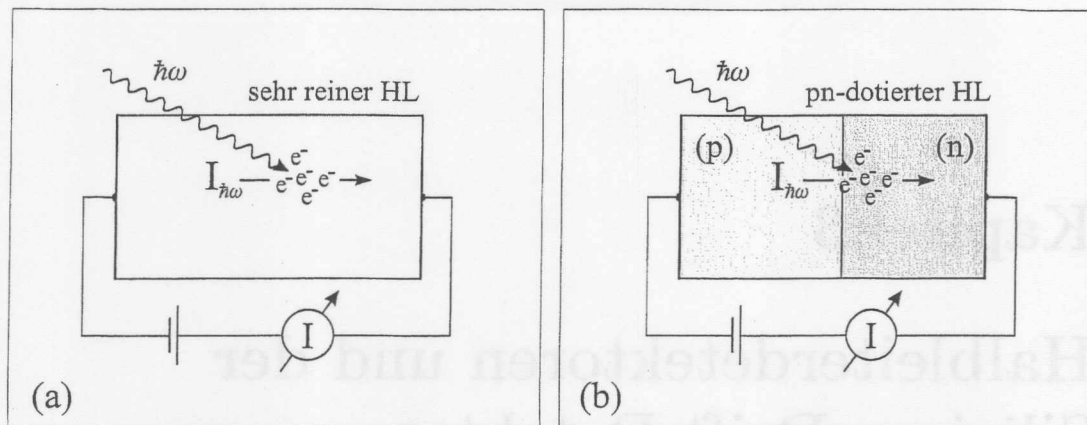 ħω
sehr reiner HL
e⁻
I_ħω e⁻ e⁻ e⁻
e⁻
I
(a)
ħω
pn-dotierter HL
(p) (n)
e⁻
I_ħω e⁻ e⁻ e⁻
e⁻
I
(b)
Kap
Halbleiterdetektoren und der